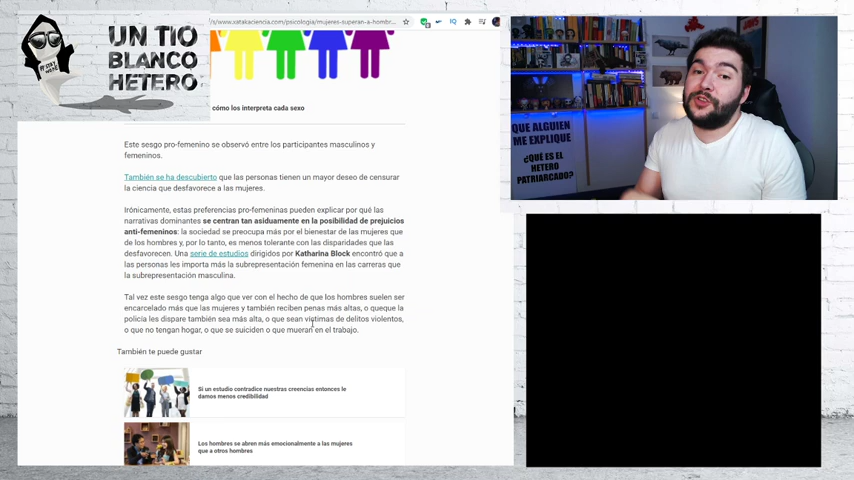 /s/www.xatakaciencia.com/psicologia/mujeres-superan-a-hombr...
UN TIO
BLANCO
HETERO
cómo los interpreta cada sexo
Este sesgo pro-femenino se observó entre los participantes masculinos y
femeninos.
También se ha descubierto que las personas tienen un mayor deseo de censurar
la ciencia que desfavorece a las mujeres.
Irónicamente, estas preferencias pro-femeninas pueden explicar por qué las
narrativas dominantes se centran tan asiduamente en la posibilidad de prejuicios
anti-femeninos: la sociedad se preocupa más por el bienestar de las mujeres que
de los hombres y, por lo tanto, es menos tolerante con las disparidades que las
desfavorecen. Una serie de estudios dirigidos por Katharina Block encontró que a
las personas les importa más la subrepresentación femenina en las carreras que
la subrepresentación masculina.
Tal vez este sesgo tenga algo que ver con el hecho de que los hombres suelen ser
encarcelado más que las mujeres y también reciben penas más altas, o queque la
policía les dispare también sea más alta, o que sean víctimas de delitos violentos,
o que no tengan hogar, o que se suiciden o que mueran en el trabajo.
También te puede gustar
Si un estudio contradice nuestras creencias entonces le
damos menos credibilidad
Los hombres se abren más emocionalmente a las mujeres
que a otros hombres
QUE ALGUIEN
ME EXPLIQUE
¿QUÉ ES EL
HETERO
PATRIARCADO?